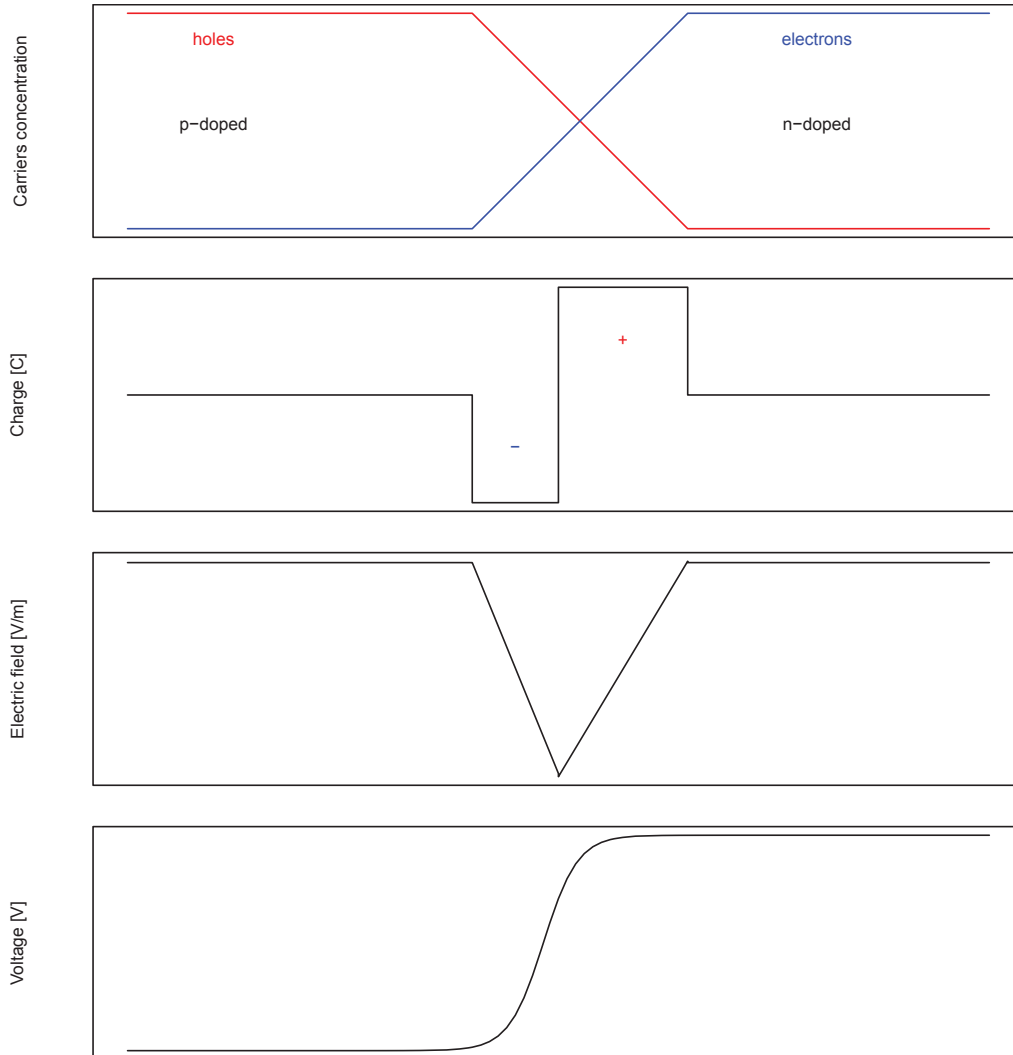 Carriers concentration
holes
electrons
p−doped
n−doped
Charge [C]
+
−
Electric field [V/m]
Voltage [V]